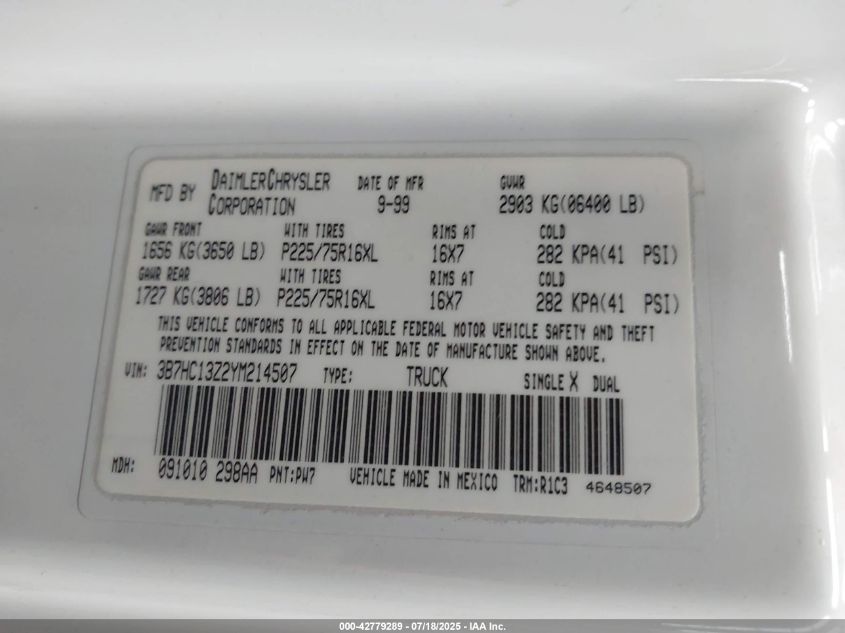 MFD BY DAIMLERCHRYSLER CORPORATION DATE OF MFR 9-99 GVWR 2903 KG(06400 LB)
GAWR FRONT WITH TIRES RIMS AT COLD
1656 KG(3650 LB) P225/75R16XL 16X7 282 KPA(41 PSI)
GAWR REAR WITH TIRES RIMS AT COLD
1727 KG(3806 LB) P225/75R16XL 16X7 282 KPA(41 PSI)
THIS VEHICLE CONFORMS TO ALL APPLICABLE FEDERAL MOTOR VEHICLE SAFETY AND THEFT
PREVENTION STANDARDS IN EFFECT ON THE DATE OF MANUFACTURE SHOWN ABOVE.
VIN: 3B7HC13Z2YM214507 TYPE: TRUCK SINGLE X DUAL
MDH: 091010 298AA PNT:PW7 VEHICLE MADE IN MEXICO TRM:R1C3 4648507
000-42779289 - 07/18/2025 - IAA Inc.